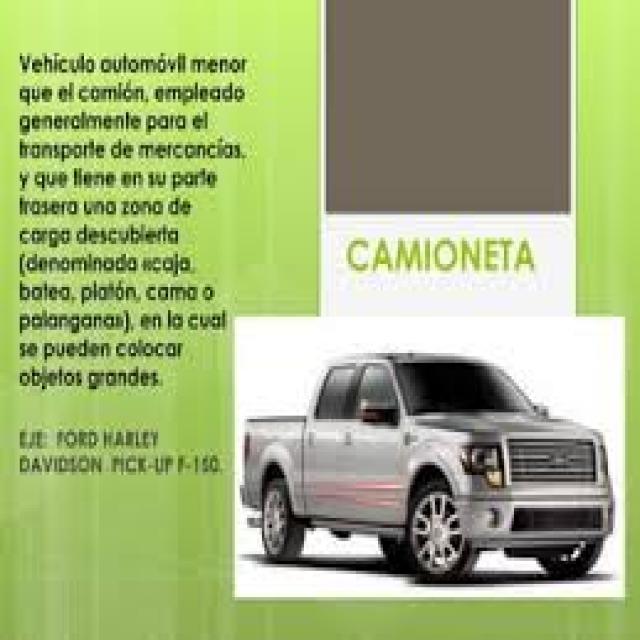 Vehículo automóvil menor
que el camión, empleado
generalmente para el
transporte de mercancías,
y que tiene en su parte
trasera una zona de
carga descubierta
(denominada «caja,
batea, platón, cama o
palangana»), en la cual
se pueden colocar
objetos grandes.
EJE: FORD HARLEY
DAVIDSON PICK-UP F-150.
CAMIONETA